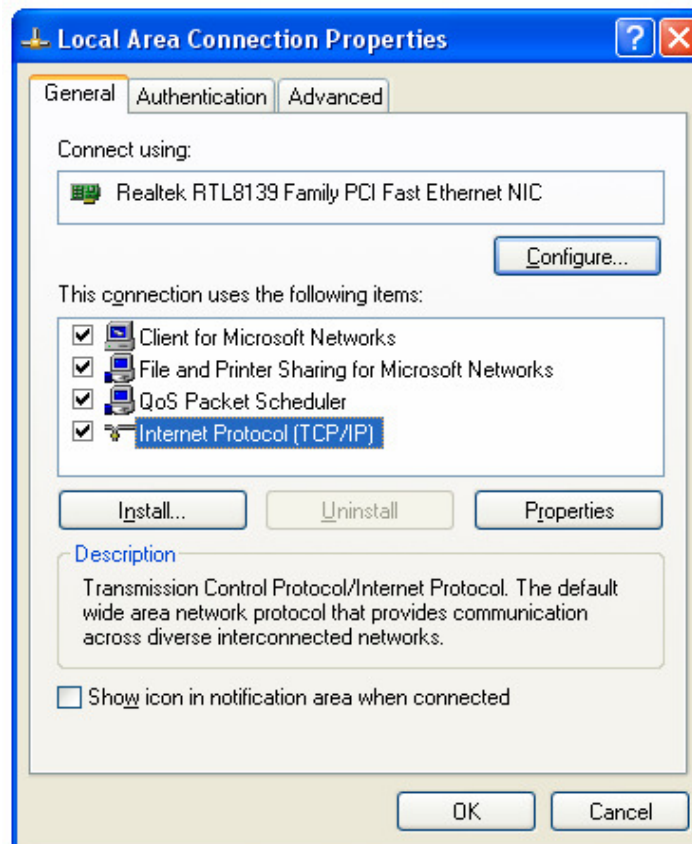 Local Area Connection Properties
General Authentication Advanced
Connect using:
Realtek RTL8139 Family PCI Fast Ethernet NIC
Configure...
This connection uses the following items:
Client for Microsoft Networks
File and Printer Sharing for Microsoft Networks
QoS Packet Scheduler
Internet Protocol (TCP/IP)
Install... Uninstall Properties
Description
Transmission Control Protocol/Internet Protocol. The default
wide area network protocol that provides communication
across diverse interconnected networks.
Show icon in notification area when connected
OK Cancel